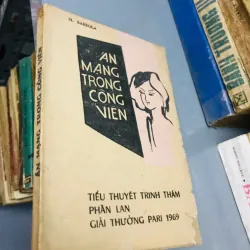 M. SARIOLA
ÁN
MẠNG
TRONG
CÔNG
VIÊN
TIỂU THUYẾT TRINH THÁM
PHẦN LAN
GIẢI THƯỞNG PARI 1969
ÁN MẠNG TRONG CÔNG VIÊN